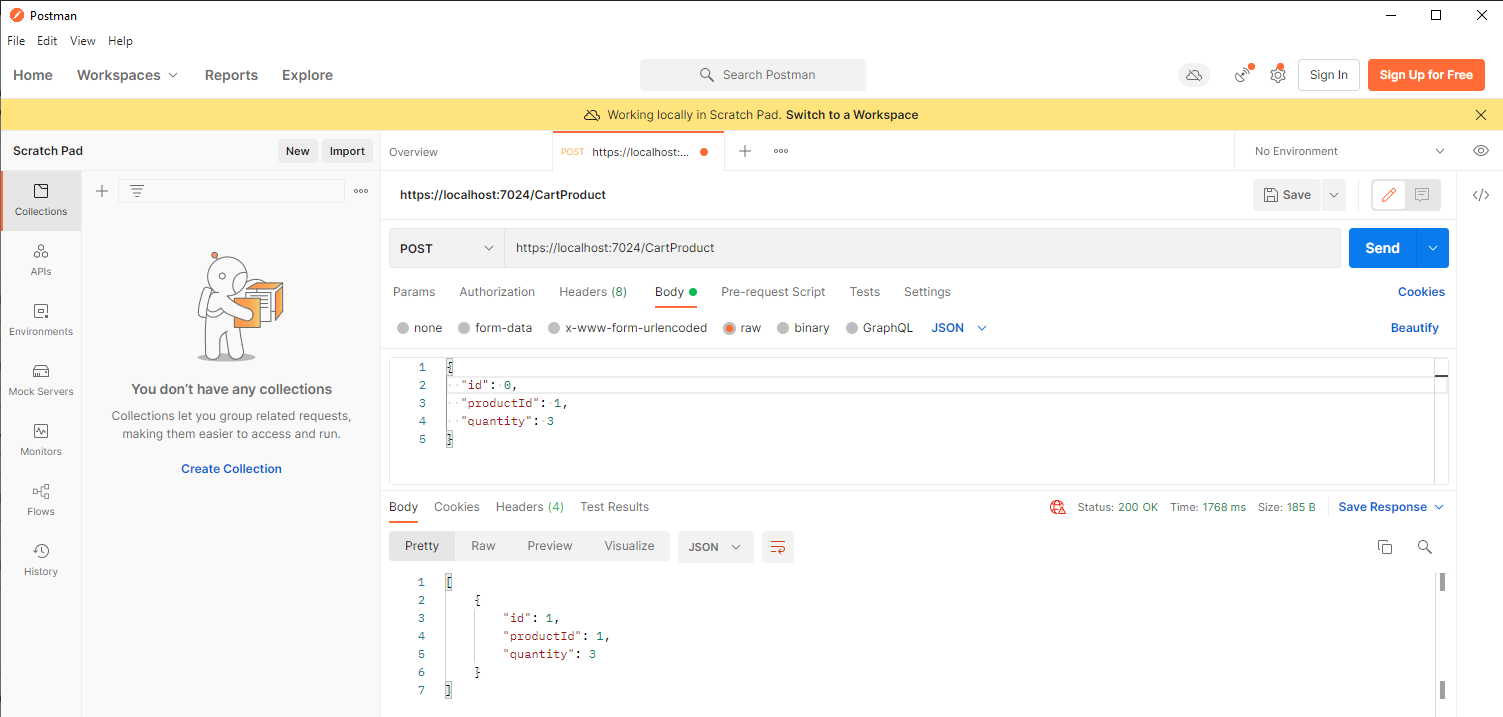 Postman
File Edit View Help
Home Workspaces Reports Explore Search Postman Sign In Sign Up for Free
Working locally in Scratch Pad. Switch to a Workspace
Scratch Pad New Import Overview POST https://localhost:... No Environment
https://localhost:7024/CartProduct Save
POST https://localhost:7024/CartProduct Send
Params Authorization Headers (8) Body Pre-request Script Tests Settings Cookies
none form-data x-www-form-urlencoded raw binary GraphQL JSON Beautify
1 {
2 "id": 0,
3 "productId": 1,
4 "quantity": 3
5 }
Collections
APIs
Environments
Mock Servers
Monitors
Flows
History
You don't have any collections
Collections let you group related requests,
making them easier to access and run.
Create Collection
Body Cookies Headers (4) Test Results Status: 200 OK Time: 1768 ms Size: 185 B Save Response
Pretty Raw Preview Visualize JSON
1 [
2 {
3 "id": 1,
4 "productId": 1,
5 "quantity": 3
6 }
7 ]